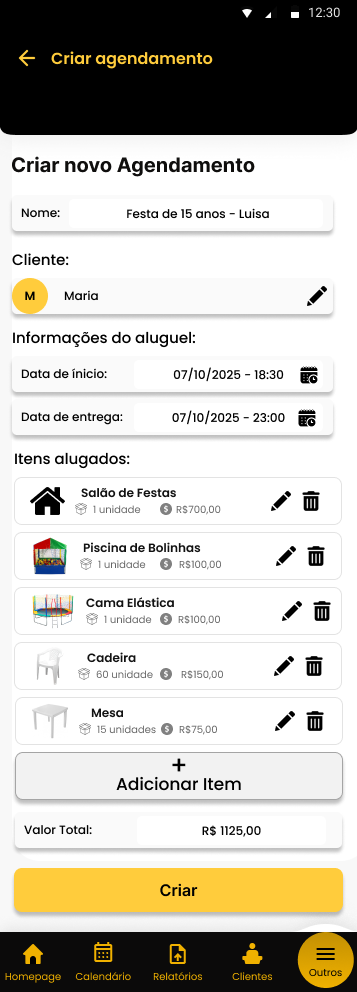 12:30
Criar agendamento
Criar novo Agendamento
Nome: Festa de 15 anos - Luisa
Cliente:
M Maria
Informações do aluguel:
Data de ínicio: 07/10/2025 - 18:30
Data de entrega: 07/10/2025 - 23:00
Itens alugados:
Salão de Festas
1 unidade $ R$700,00
Piscina de Bolinhas
1 unidade $ R$100,00
Cama Elástica
1 unidade $ R$100,00
Cadeira
60 unidade $ R$150,00
Mesa
15 unidades $ R$75,00
+
Adicionar Item
Valor Total: R$ 1125,00
Criar
Homepage Calendário Relatórios Clientes Outros